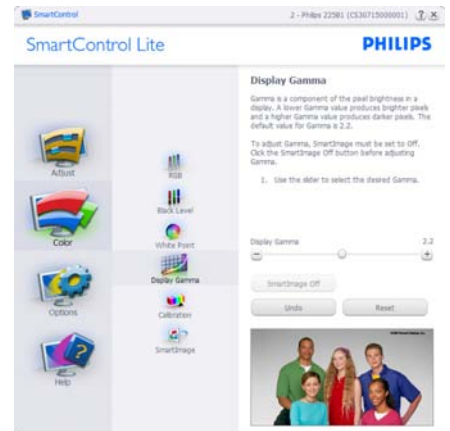 SmartControl
2 - Philips 225B1 (CS30715000001)
SmartControl Lite
PHILIPS
Adjust
Color
Options
Help
RGB
Black Level
White Point
Display Gamma
Calibration
SmartImage
Display Gamma
Gamma is a component of the pixel brightness in a
display. A lower Gamma value produces brighter pixels
and a higher Gamma value produces darker pixels. The
default value for Gamma is 2.2.
To adjust Gamma, SmartImage must be set to Off.
Click the SmartImage Off button before adjusting
Gamma.
1. Use the slider to select the desired Gamma.
Display Gamma
2.2
SmartImage Off
Undo
Reset